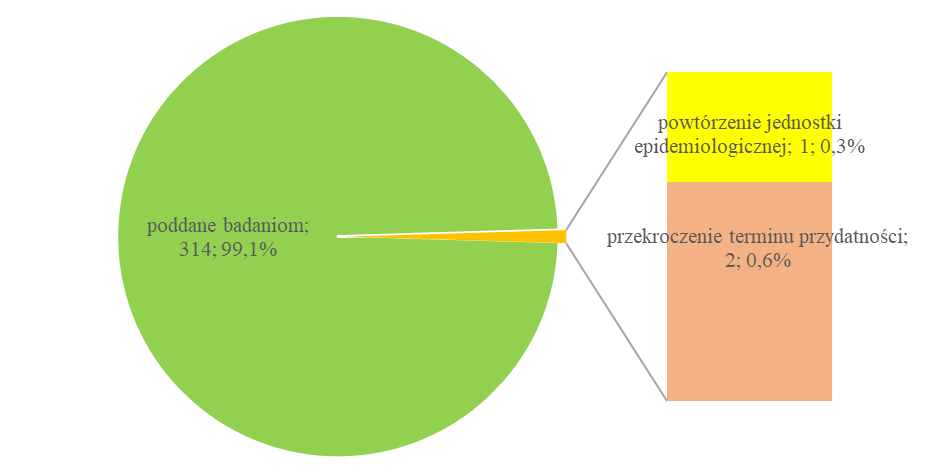 poddane badaniom;
314; 99,1%
powtórzenie jednostki
epidemiologicznej; 1; 0,3%
przekroczenie terminu przydatności;
2; 0,6%